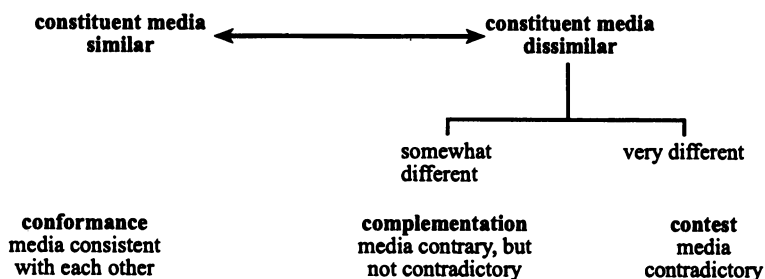 constituent media
similar
constituent media
dissimilar
somewhat
different
very different
conformance
media consistent
with each other
complementation
media contrary, but
not contradictory
contest
media
contradictory